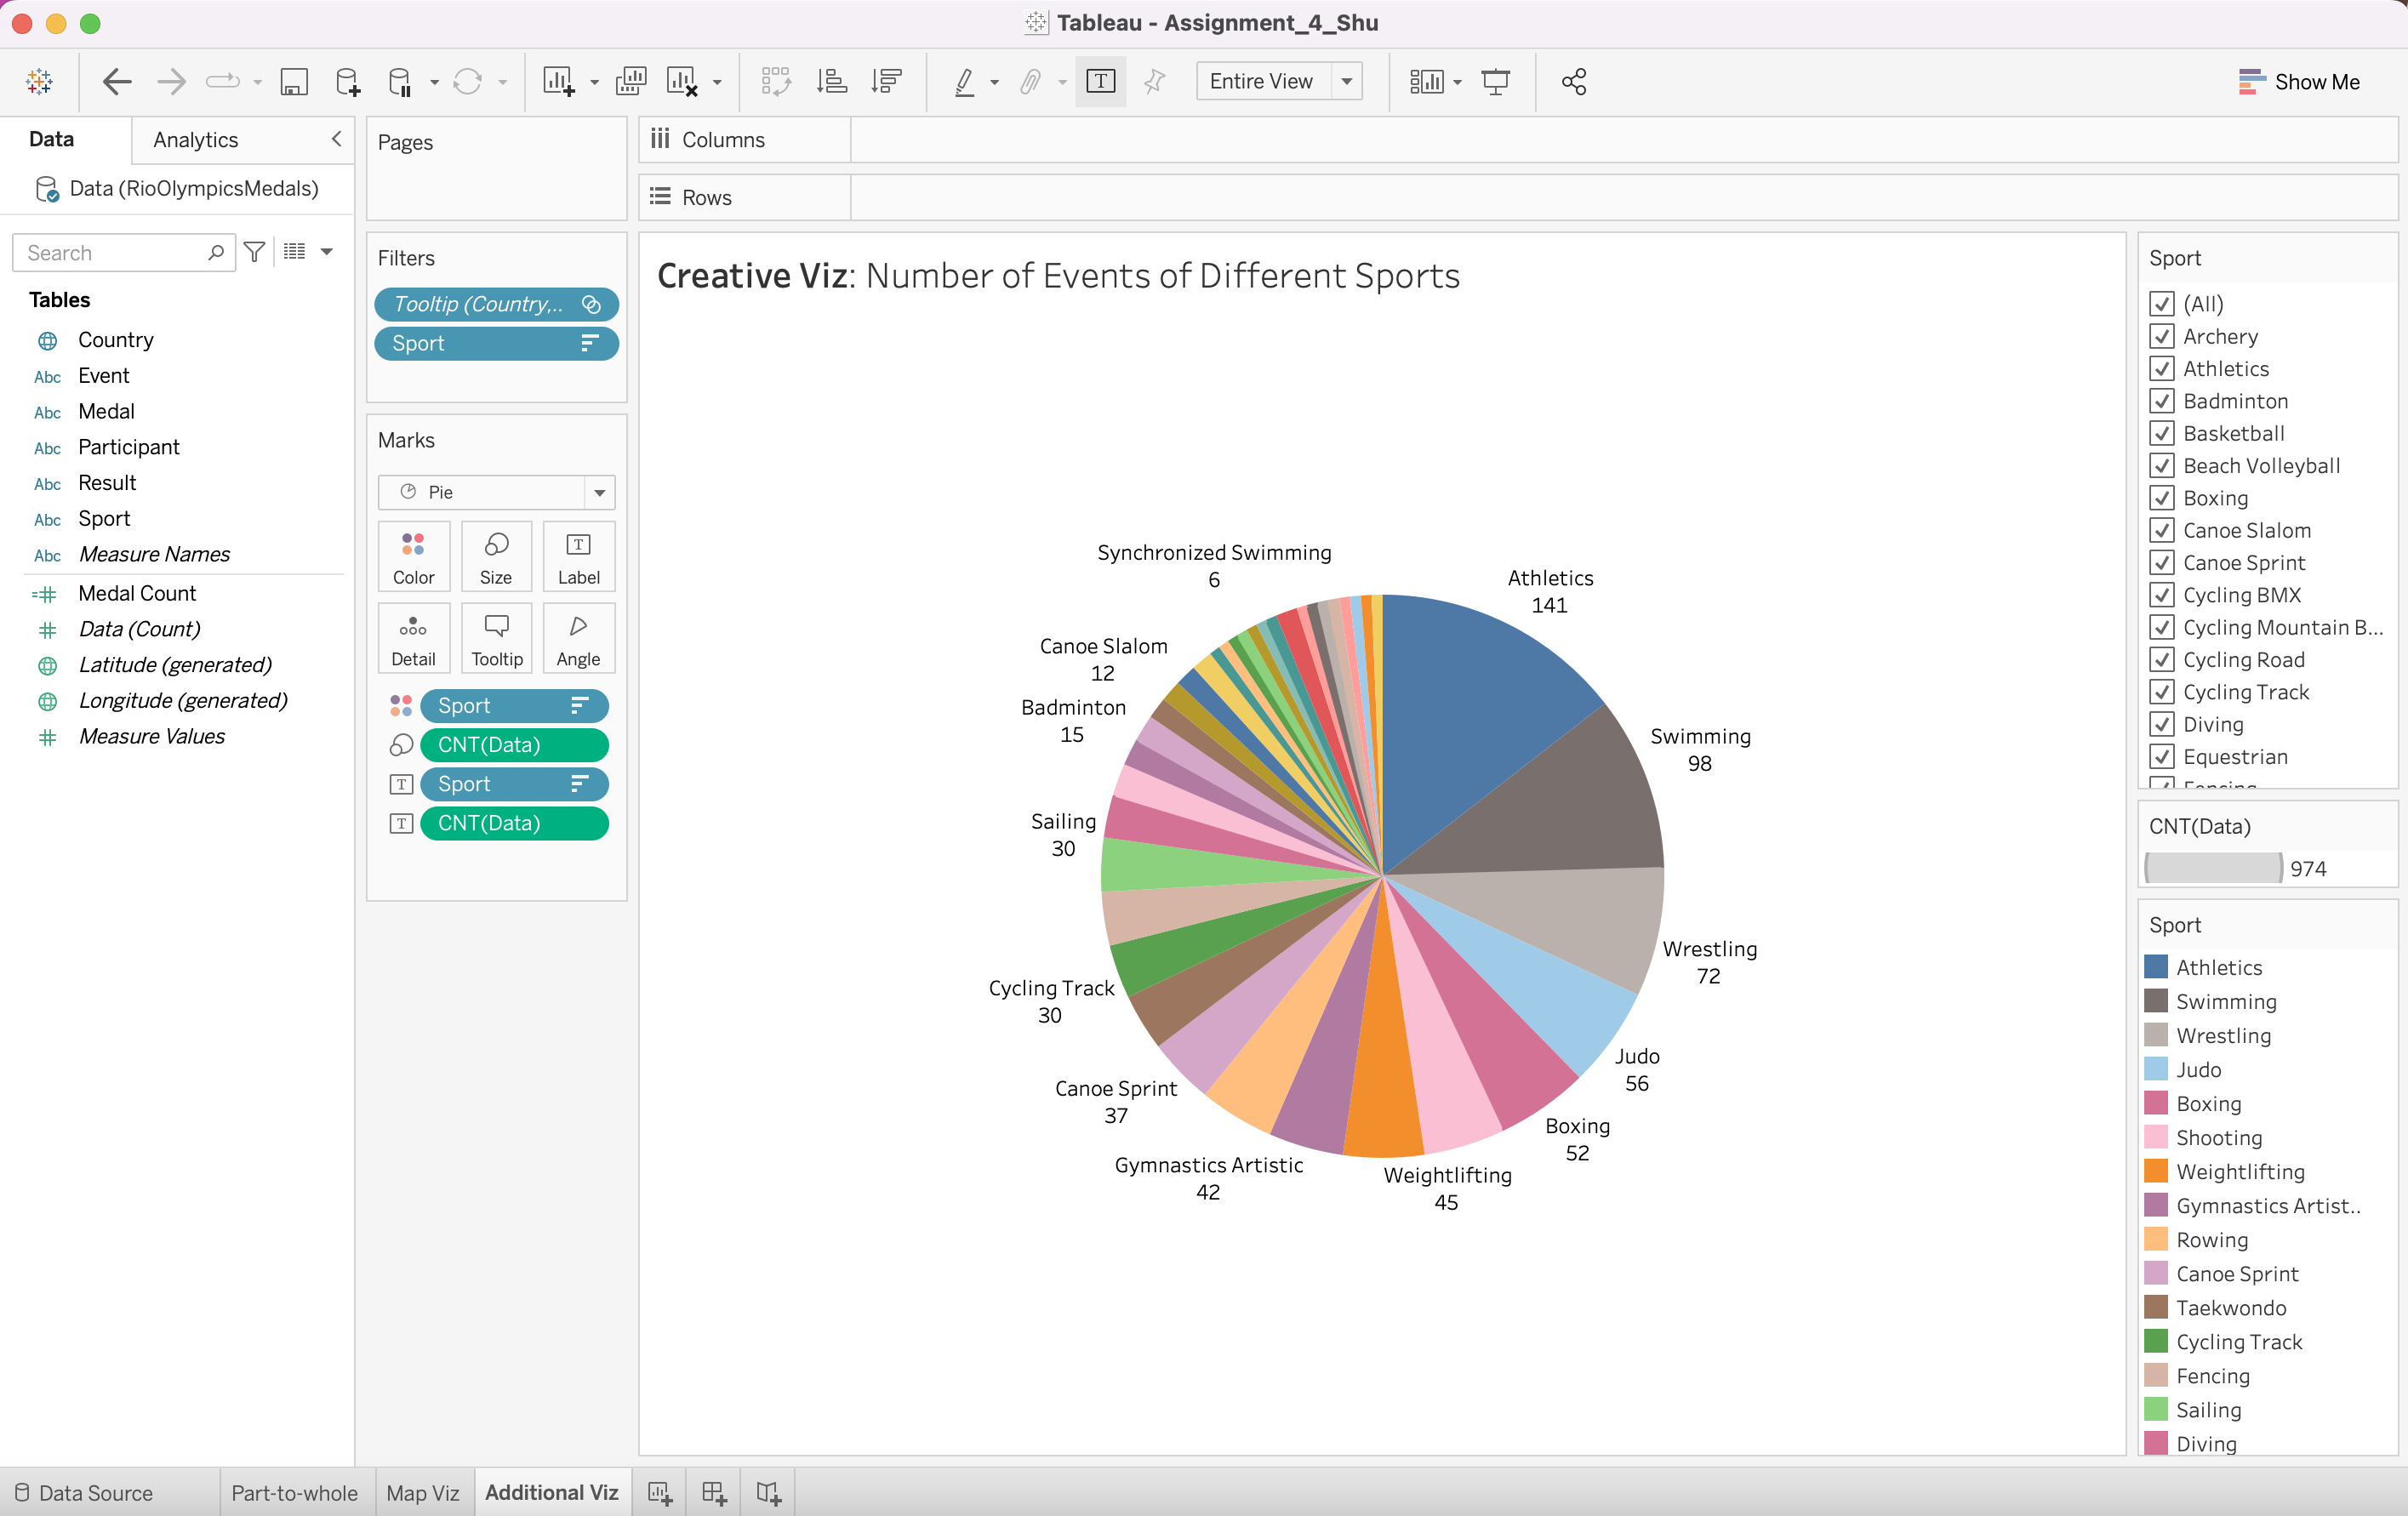 Tableau - Assignment_4_Shu
Entire View
Show Me
Data
Analytics
Data (RioOlympicsMedals)
Search
Tables
Country
Abc Event
Abc Medal
Abc Participant
Abc Result
Abc Sport
Abc Measure Names
Medal Count
Data (Count)
Latitude (generated)
Longitude (generated)
Measure Values
Pages
Filters
Tooltip (Country,..
Sport
Marks
Pie
Color
Size
T
Label
Detail
Tooltip
Angle
Sport
CNT(Data)
T Sport
T CNT(Data)
Columns
Rows
Creative Viz: Number of Events of Different Sports
Synchronized Swimming
6
Athletics
141
Canoe Slalom
12
Badminton
15
Swimming
98
Sailing
30
Wrestling
72
Cycling Track
30
Judo
56
Canoe Sprint
37
Boxing
52
Gymnastics Artistic
42
Weightlifting
45
Sport
(All)
Archery
Athletics
Badminton
Basketball
Beach Volleyball
Boxing
Canoe Slalom
Canoe Sprint
Cycling BMX
Cycling Mountain B...
Cycling Road
Cycling Track
Diving
Equestrian
Fencing
CNT(Data)
974
Sport
Athletics
Swimming
Wrestling
Judo
Boxing
Shooting
Weightlifting
Gymnastics Artist..
Rowing
Canoe Sprint
Taekwondo
Cycling Track
Fencing
Sailing
Diving
Data Source
Part-to-whole
Map Viz
Additional Viz